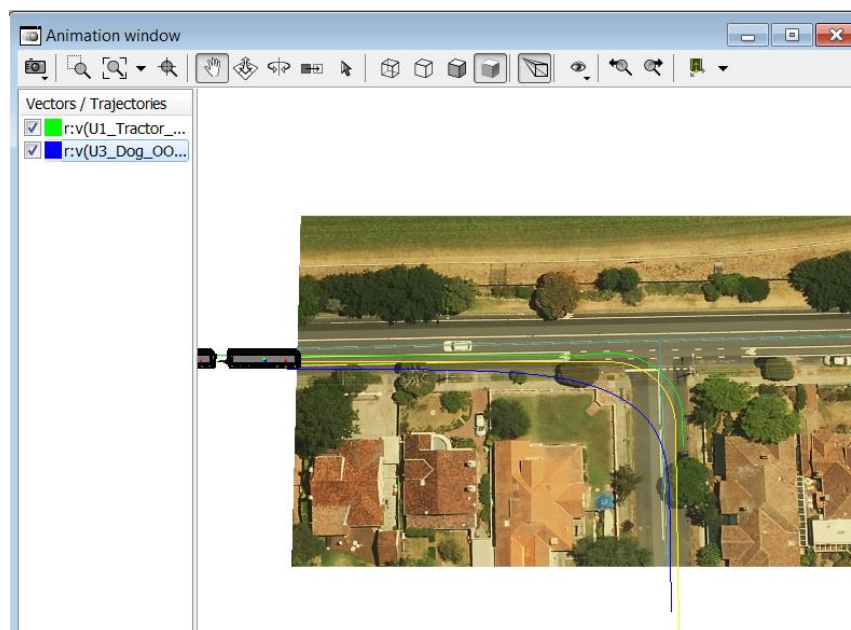 Animation window
Vectors / Trajectories
r:v(U1_Tractor_...
r:v(U3_Dog_OO...